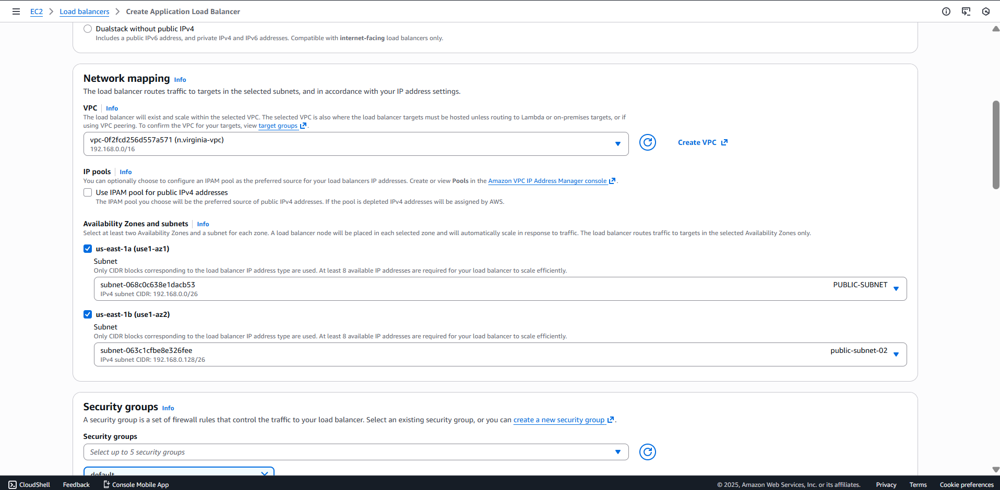 EC2 > Load balancers > Create Application Load Balancer
Dualstack without public IPv4
Includes a public IPv6 address, and private IPv4 and IPv6 addresses. Compatible with internet-facing load balancers only.
Network mapping Info
The load balancer routes traffic to targets in the selected subnets, and in accordance with your IP address settings.
VPC Info
The load balancer will exist and scale within the selected VPC. The selected VPC is also where the load balancer targets must be hosted unless routing to Lambda or on-premises targets, or if
using VPC peering. To confirm the VPC for your targets, view target groups.
vpc-0f2fcd256d557a571 (n.virginia-vpc)
192.168.0.0/16
Create VPC
IP pools Info
You can optionally choose to configure an IPAM pool as the preferred source for your load balancers IP addresses. Create or view Pools in the Amazon VPC IP Address Manager console.
Use IPAM pool for public IPv4 addresses
The IPAM pool you choose will be the preferred source of public IPv4 addresses. If the pool is depleted IPv4 addresses will be assigned by AWS.
Availability Zones and subnets Info
Select at least two Availability Zones and a subnet for each zone. A load balancer node will be placed in each selected zone and will automatically scale in response to traffic. The load balancer routes traffic to targets in the selected Availability Zones only.
us-east-1a (use1-az1)
Subnet
Only CIDR blocks corresponding to the load balancer IP address type are used. At least 8 available IP addresses are required for your load balancer to scale efficiently.
subnet-068c0c638e1dacb53 PUBLIC-SUBNET
IPv4 subnet CIDR: 192.168.0.0/26
us-east-1b (use1-az2)
Subnet
Only CIDR blocks corresponding to the load balancer IP address type are used. At least 8 available IP addresses are required for your load balancer to scale efficiently.
subnet-063c1cfbe8e326fee public-subnet-02
IPv4 subnet CIDR: 192.168.0.128/26
Security groups Info
A security group is a set of firewall rules that control the traffic to your load balancer. Select an existing security group, or you can create a new security group.
Security groups
Select up to 5 security groups
default
CloudShell Feedback Console Mobile App © 2025, Amazon Web Services, Inc. or its affiliates. Privacy Terms Cookie preferences